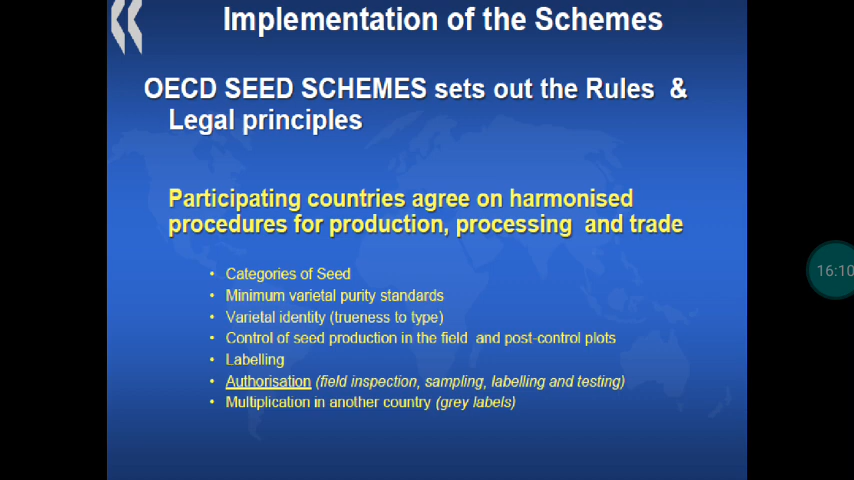 Implementation of the Schemes
OECD SEED SCHEMES sets out the Rules &
Legal principles
Participating countries agree on harmonised
procedures for production, processing and trade
• Categories of Seed
• Minimum varietal purity standards
• Varietal identity (trueness to type)
• Control of seed production in the field and post-control plots
• Labelling
• Authorisation (field inspection, sampling, labelling and testing)
• Multiplication in another country (grey labels)
16:10